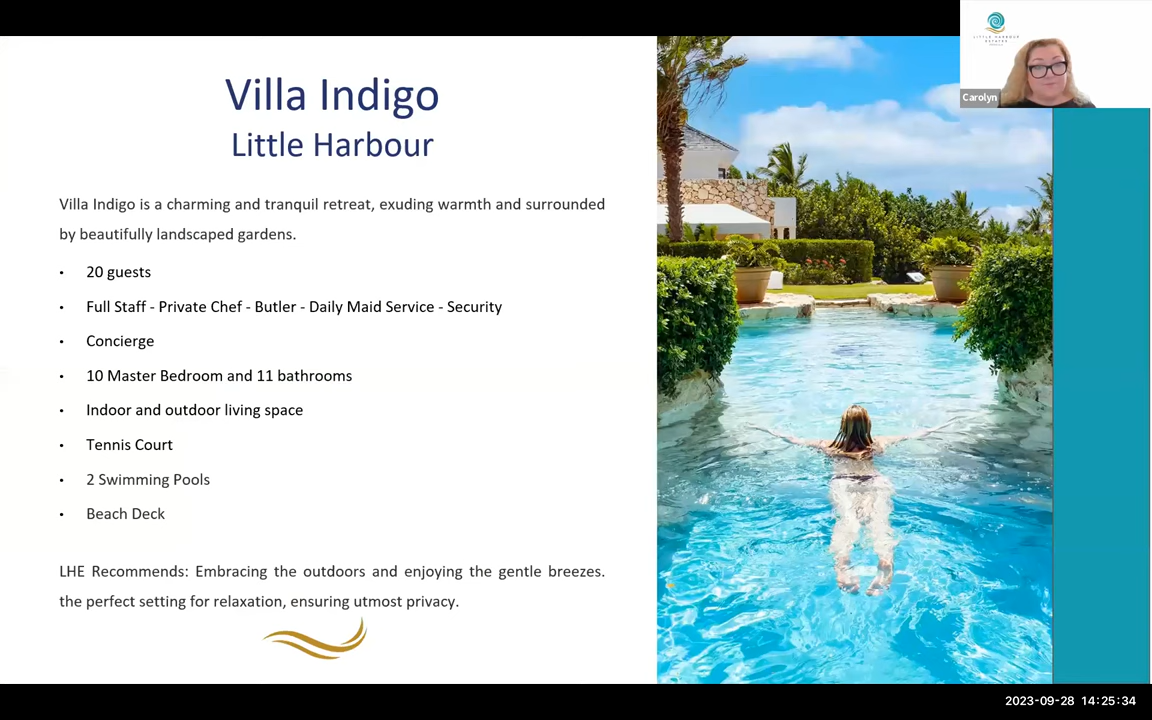 Villa Indigo
Little Harbour
Villa Indigo is a charming and tranquil retreat, exuding warmth and surrounded
by beautifully landscaped gardens.
• 20 guests
• Full Staff - Private Chef - Butler - Daily Maid Service - Security
• Concierge
• 10 Master Bedroom and 11 bathrooms
• Indoor and outdoor living space
• Tennis Court
• 2 Swimming Pools
• Beach Deck
LHE Recommends: Embracing the outdoors and enjoying the gentle breezes.
the perfect setting for relaxation, ensuring utmost privacy.
LITTLE HARBOUR
ESTATES
Carolyn
2023-09-28 14:25:34